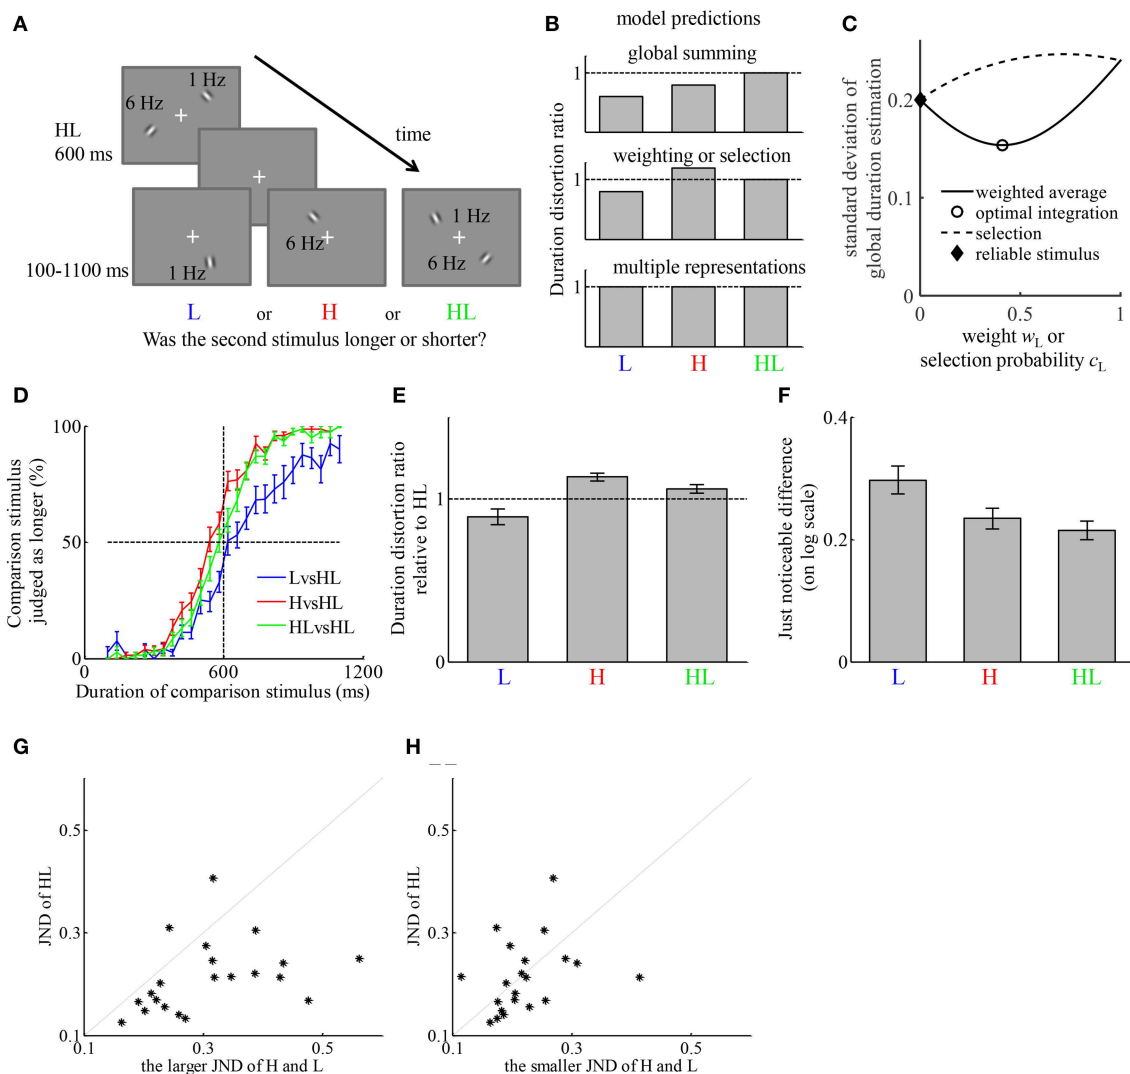 A
1 Hz
6 Hz
HL
600 ms
time
1 Hz
6 Hz
1 Hz
6 Hz
100-1100 ms
L or H or HL
Was the second stimulus longer or shorter?
B
model predictions
global summing
1
weighting or selection
1
multiple representations
1
Duration distortion ratio
L H HL
C
standard deviation of
global duration estimation
0.2
0.1
0
weighted average
optimal integration
selection
reliable stimulus
0 0.5 1
weight wL or
selection probability cL
D
Comparison stimulus
judged as longer (%)
100
50
0
LvsHL
HvsHL
HLvsHL
0 600 1200
Duration of comparison stimulus (ms)
E
Duration distortion ratio
relative to HL
1
0
L H HL
F
Just noticeable difference
(on log scale)
0.4
0.2
0
L H HL
G
JND of HL
0.5
0.3
0.1
0.1 0.3 0.5
the larger JND of H and L
H
JND of HL
0.5
0.3
0.1
0.1 0.3 0.5
the smaller JND of H and L